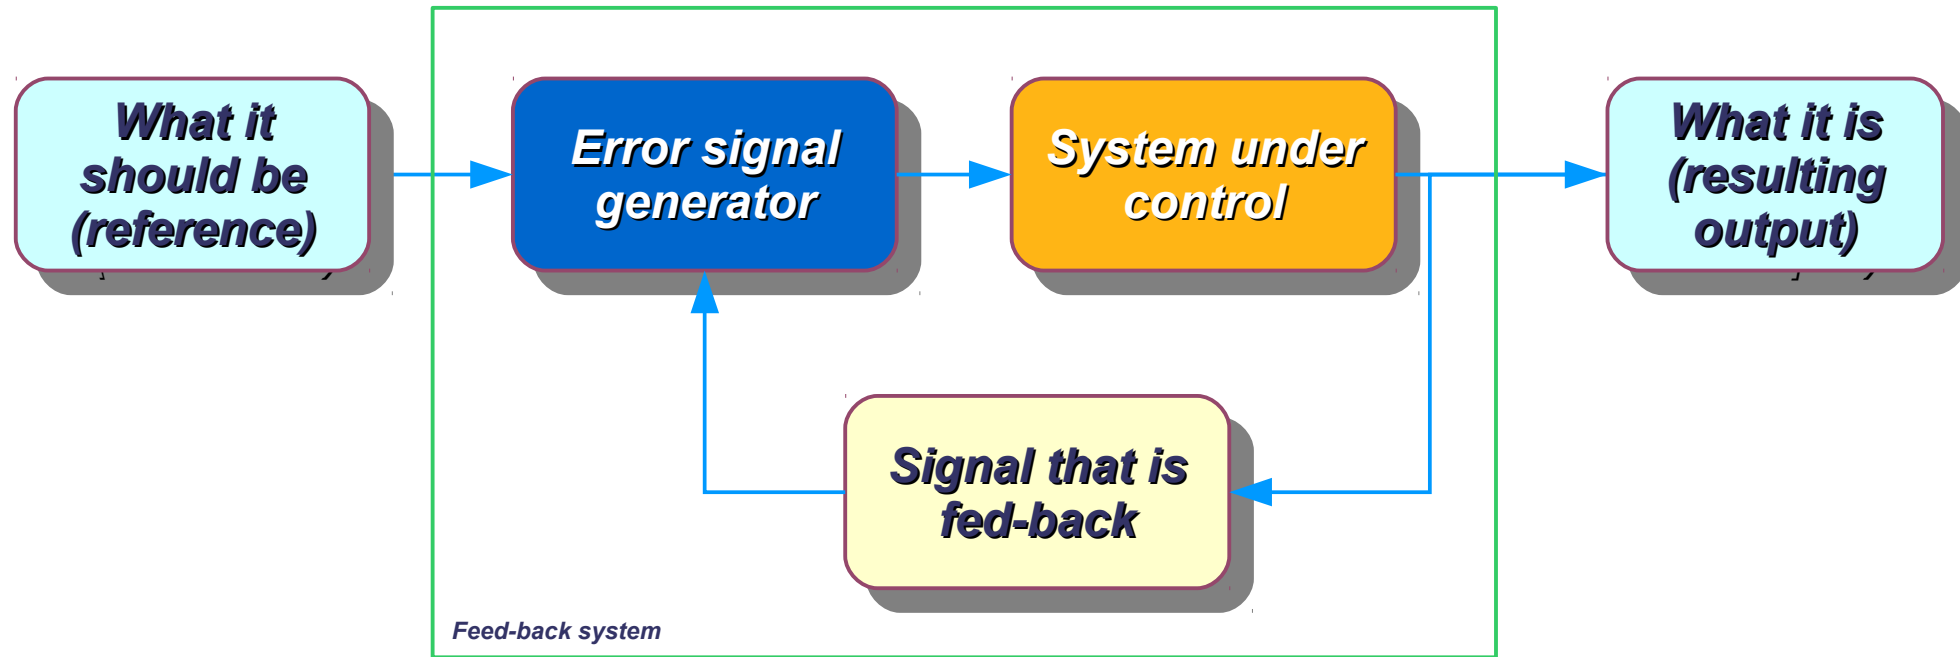 What it
should be
(reference)
Error signal
generator
System under
control
What it is
(resulting
output)
Signal that is
fed-back
Feed-back system